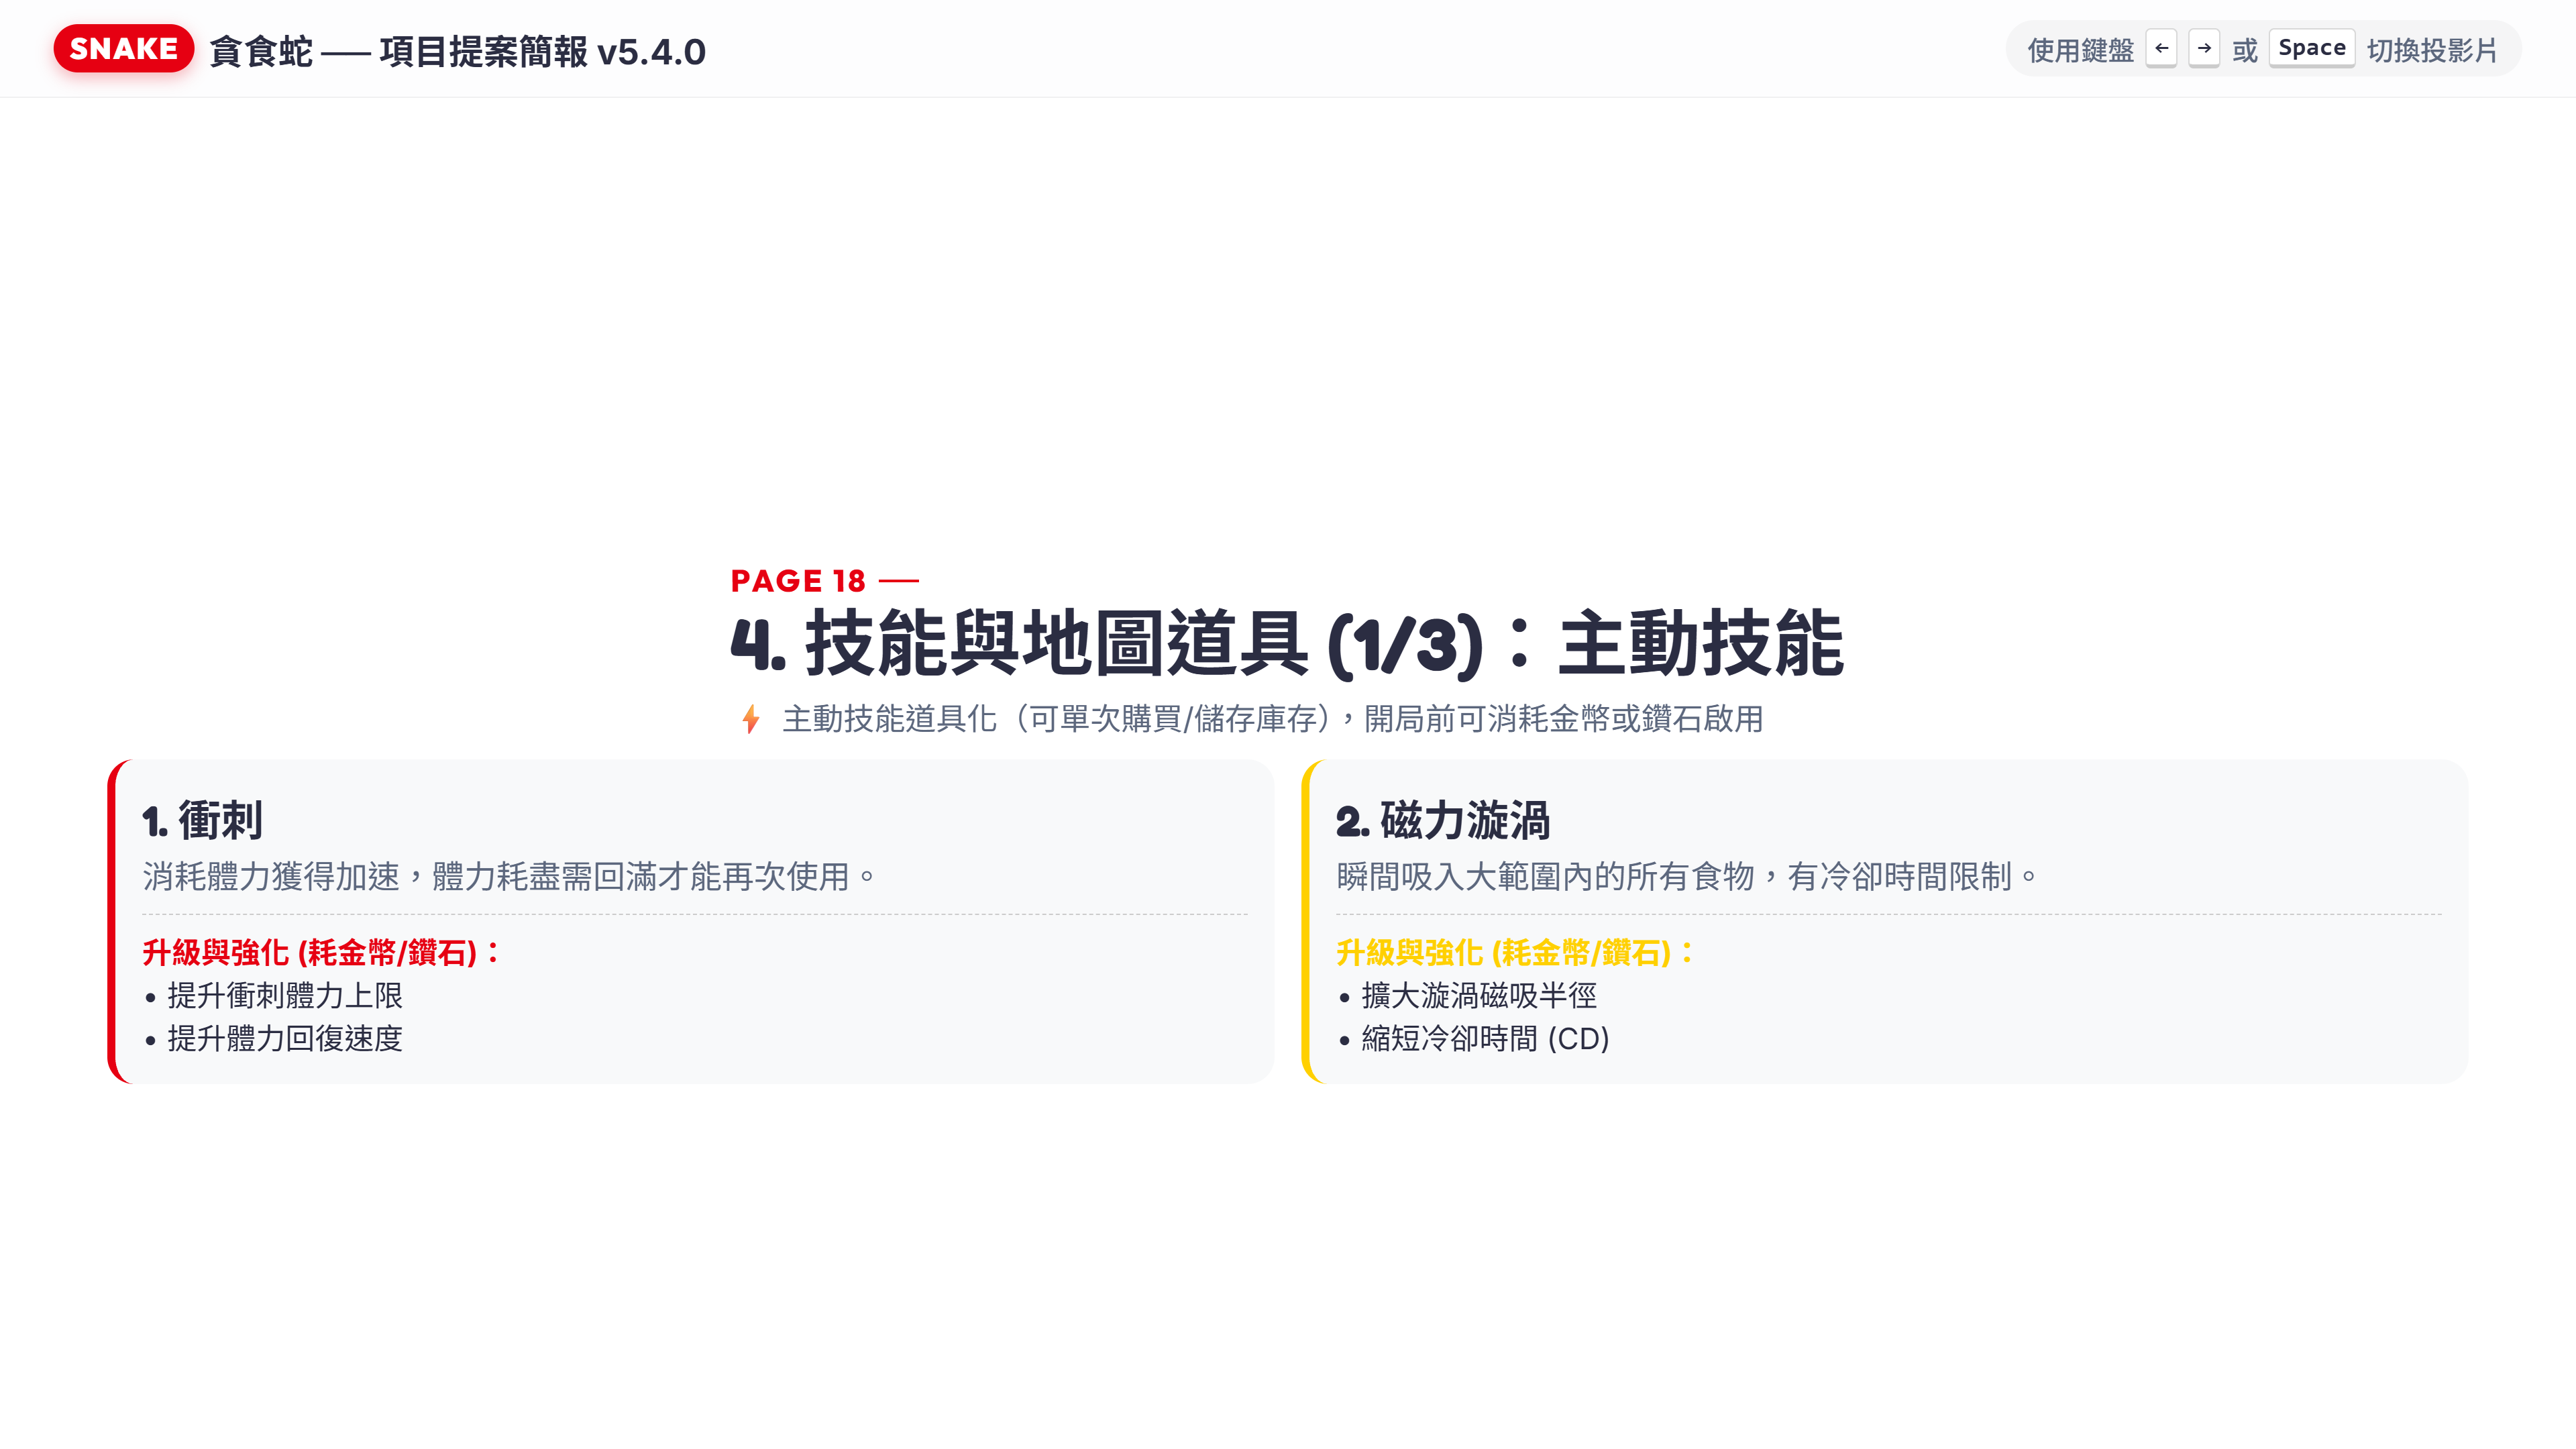 SNAKE 貪食蛇 —— 項目提案簡報 v5.4.0
使用鍵盤 ← → 或 Space 切換投影片
PAGE 18 —
4. 技能與地圖道具 (1/3)：主動技能
⚡ 主動技能道具化（可單次購買/儲存庫存），開局前可消耗金幣或鑽石啟用
1. 衝刺
消耗體力獲得加速，體力耗盡需回滿才能再次使用。
升級與強化 (耗金幣/鑽石)：
• 提升衝刺體力上限
• 提升體力回復速度
2. 磁力漩渦
瞬間吸入大範圍內的所有食物，有冷卻時間限制。
升級與強化 (耗金幣/鑽石)：
• 擴大漩渦磁吸半徑
• 縮短冷卻時間 (CD)